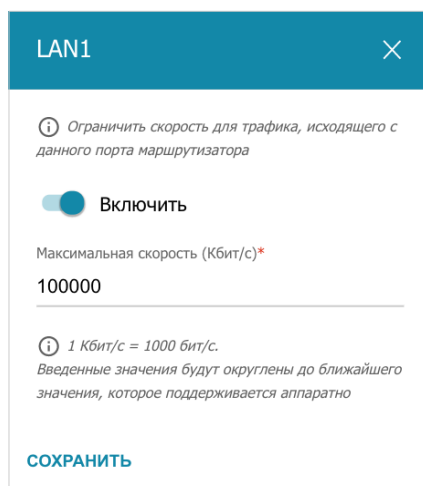 LAN1
Ограничить скорость для трафика, исходящего с
данного порта маршрутизатора
Включить
Максимальная скорость (Кбит/с)*
100000
1 Кбит/с = 1000 бит/с.
Введенные значения будут округлены до ближайшего
значения, которое поддерживается аппаратно
СОХРАНИТЬ